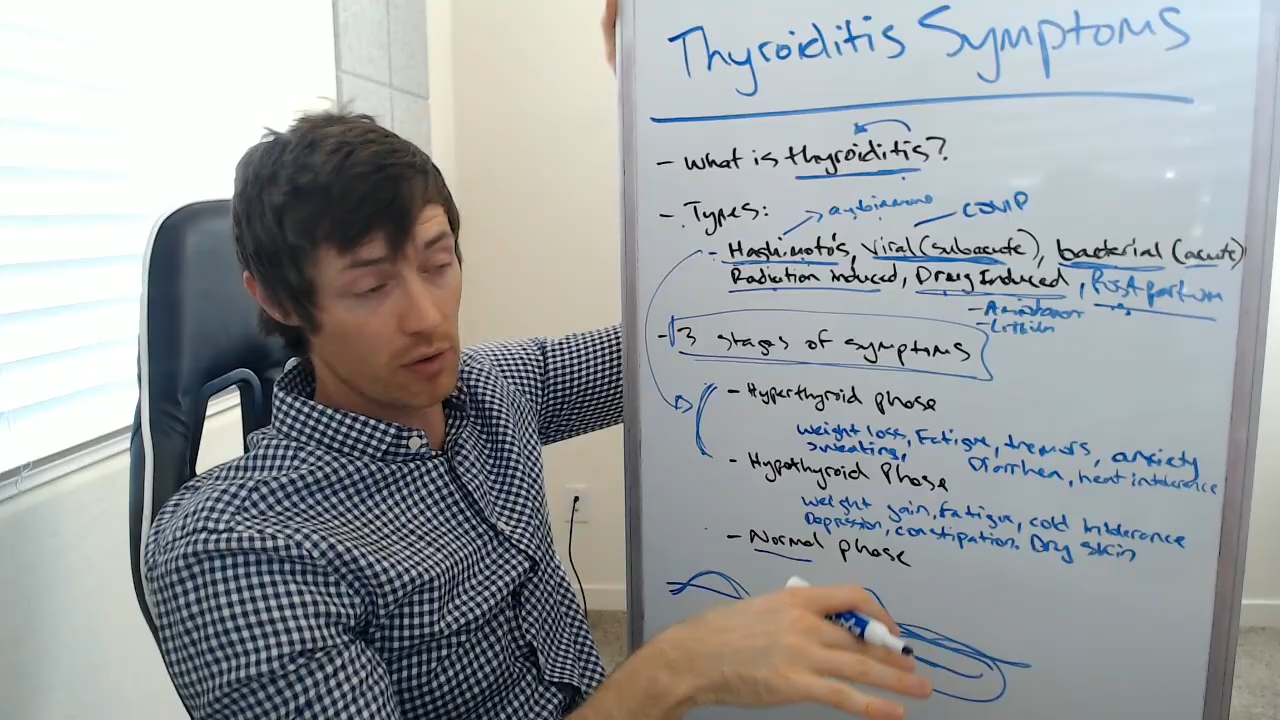 Thyroiditis Symptoms
- What is thyroiditis?
- Types:
autoimmune
COVID
- Hashimoto's, Viral (subacute), bacterial (acute)
Radiation induced, Drug Induced, Postpartum
- Lithium
- 3 stages of symptoms
- Hyperthyroid phase
Weight loss, Fatigue, tremors, anxiety
Sweating, Diarrhea, heat intolerance
- Hypothyroid Phase
Weight gain, Fatigue, cold intolerance
Depression, constipation, Dry skin
- Normal phase